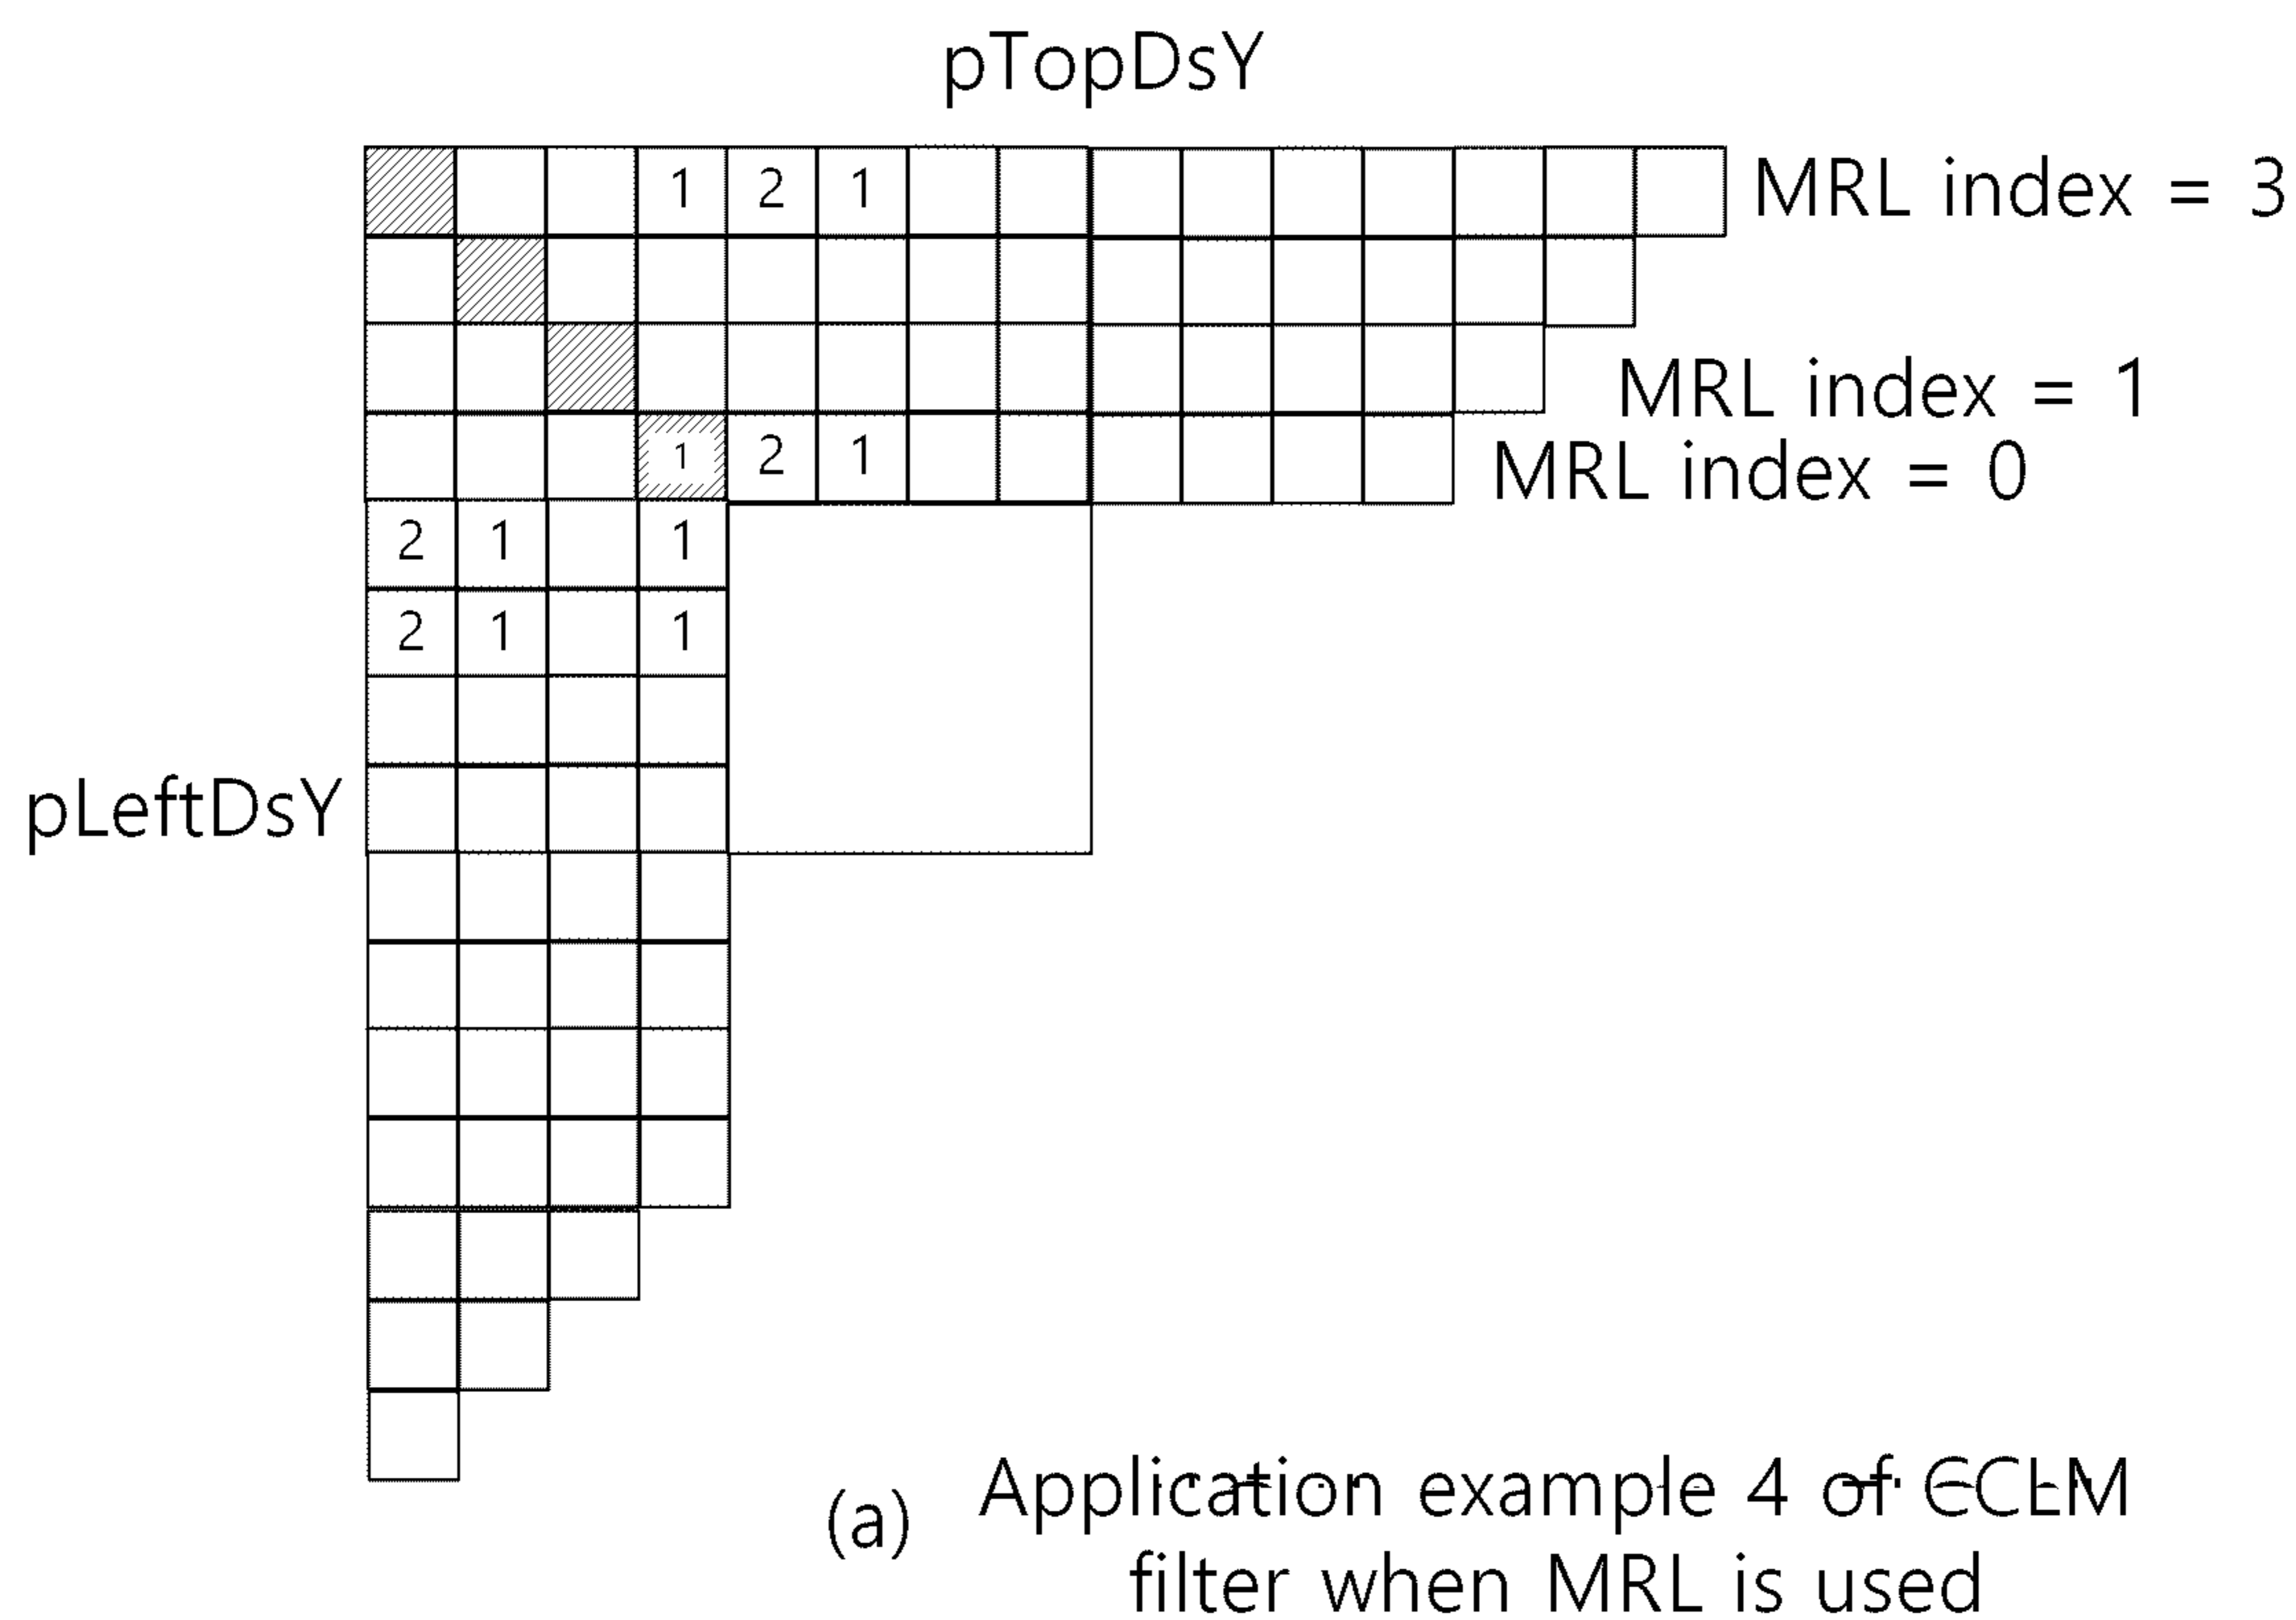 pTopDsY
1 2 1 MRL index = 3
MRL index = 1
1 2 1 MRL index = 0
2 1 1
2 1 1
pLeftDsY
(a) Application example 4 of CCLM
filter when MRL is used